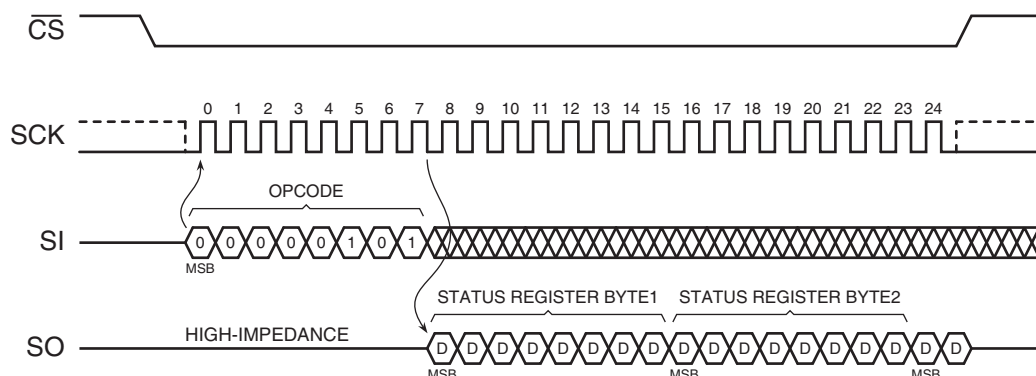 CS
0 1 2 3 4 5 6 7 8 9 10 11 12 13 14 15 16 17 18 19 20 21 22 23 24
SCK
OPCODE
SI 0 0 0 0 0 1 0 1
MSB
STATUS REGISTER BYTE1 STATUS REGISTER BYTE2
HIGH-IMPEDANCE
SO D D D D D D D D D D D D D D D D D D
MSB MSB MSB